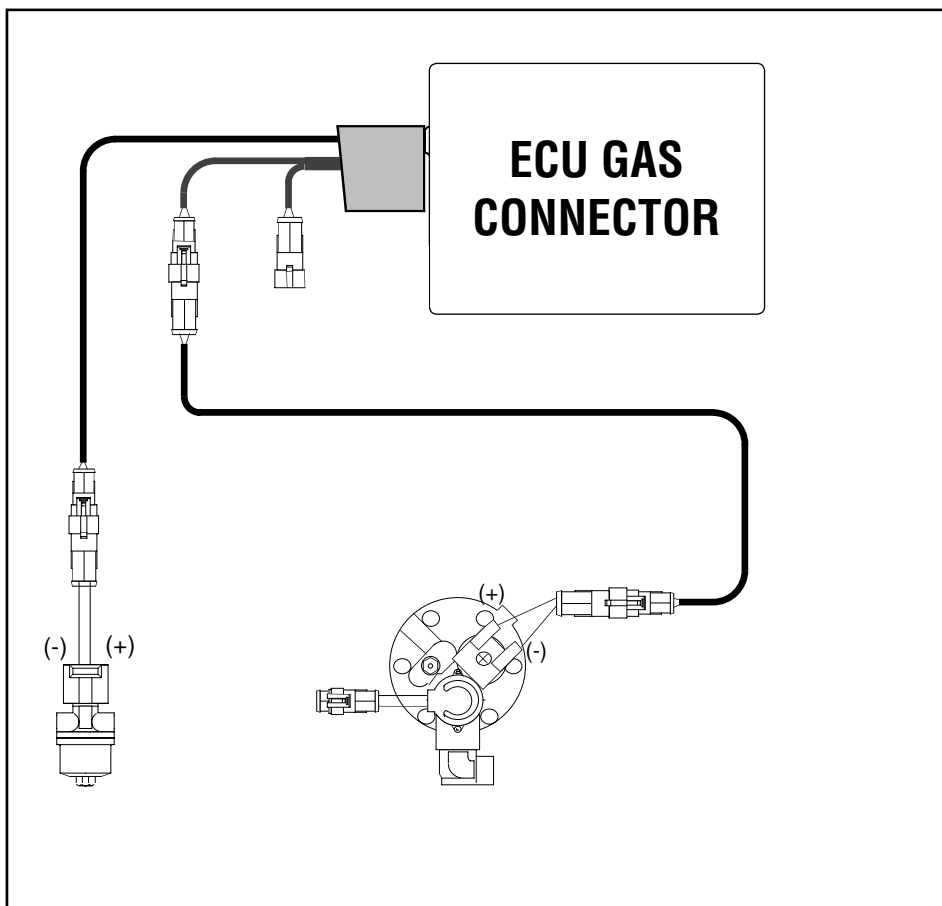 ECU GAS
CONNECTOR
(+)
(-)
(-) (+)